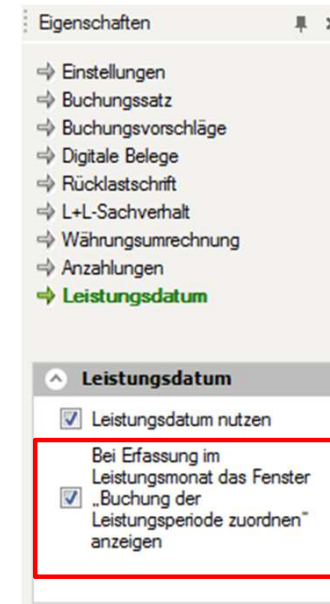 Eigenschaften
Einstellungen
Buchungssatz
Buchungsvorschläge
Digitale Belege
Rücklastschrift
L+L-Sachverhalt
Währungsumrechnung
Anzahlungen
Leistungsdatum
Leistungsdatum
Leistungsdatum nutzen
Bei Erfassung im
Leistungsmonat das Fenster
„Buchung der
Leistungsperiode zuordnen"
anzeigen